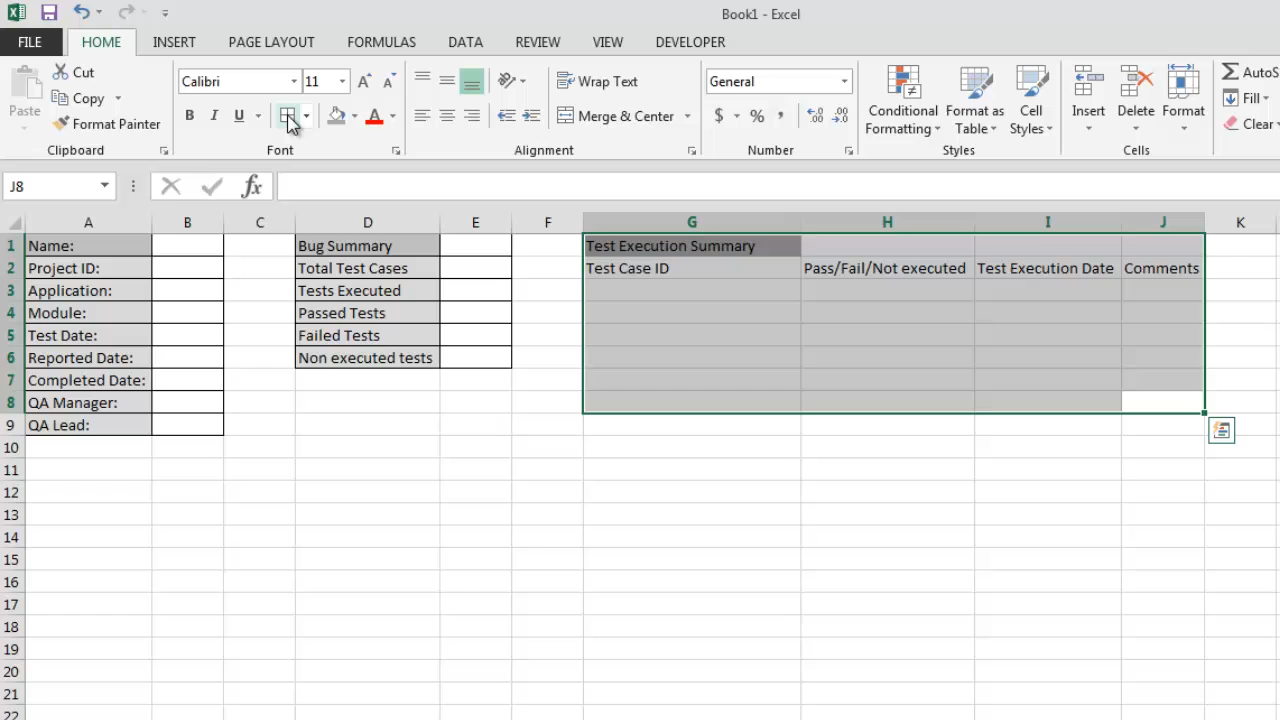 Book1 - Excel
FILE HOME INSERT PAGE LAYOUT FORMULAS DATA REVIEW VIEW DEVELOPER
Paste
Cut
Copy
Format Painter
Clipboard
Calibri 11
B I U
Font
Wrap Text
Merge & Center
Alignment
General
$ % ,
Number
Conditional Formatting
Format as Table
Cell Styles
Styles
Insert Delete Format
Cells
AutoS
Fill
Clear
J8 fx
A B C D E F G H I J K
1 Name: Bug Summary Test Execution Summary
2 Project ID: Total Test Cases Test Case ID Pass/Fail/Not executed Test Execution Date Comments
3 Application: Tests Executed
4 Module: Passed Tests
5 Test Date: Failed Tests
6 Reported Date: Non executed tests
7 Completed Date:
8 QA Manager:
9 QA Lead:
10
11
12
13
14
15
16
17
18
19
20
21
22